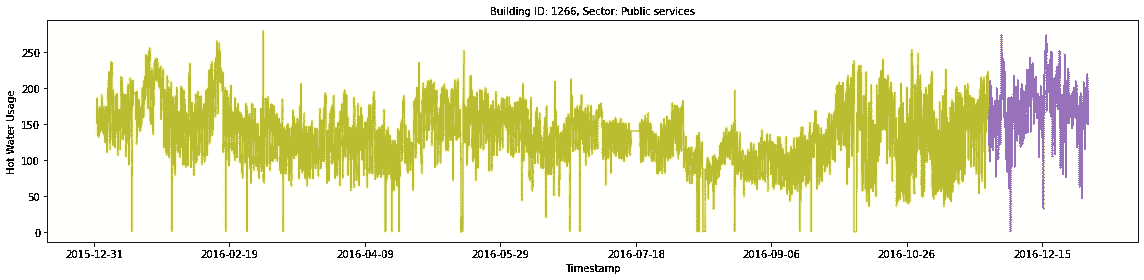 Building ID: 1266, Sector: Public services
Hot Water Usage
250
200
150
100
50
0
2015-12-31 2016-02-19 2016-04-09 2016-05-29 2016-07-18 2016-09-06 2016-10-26 2016-12-15
Timestamp